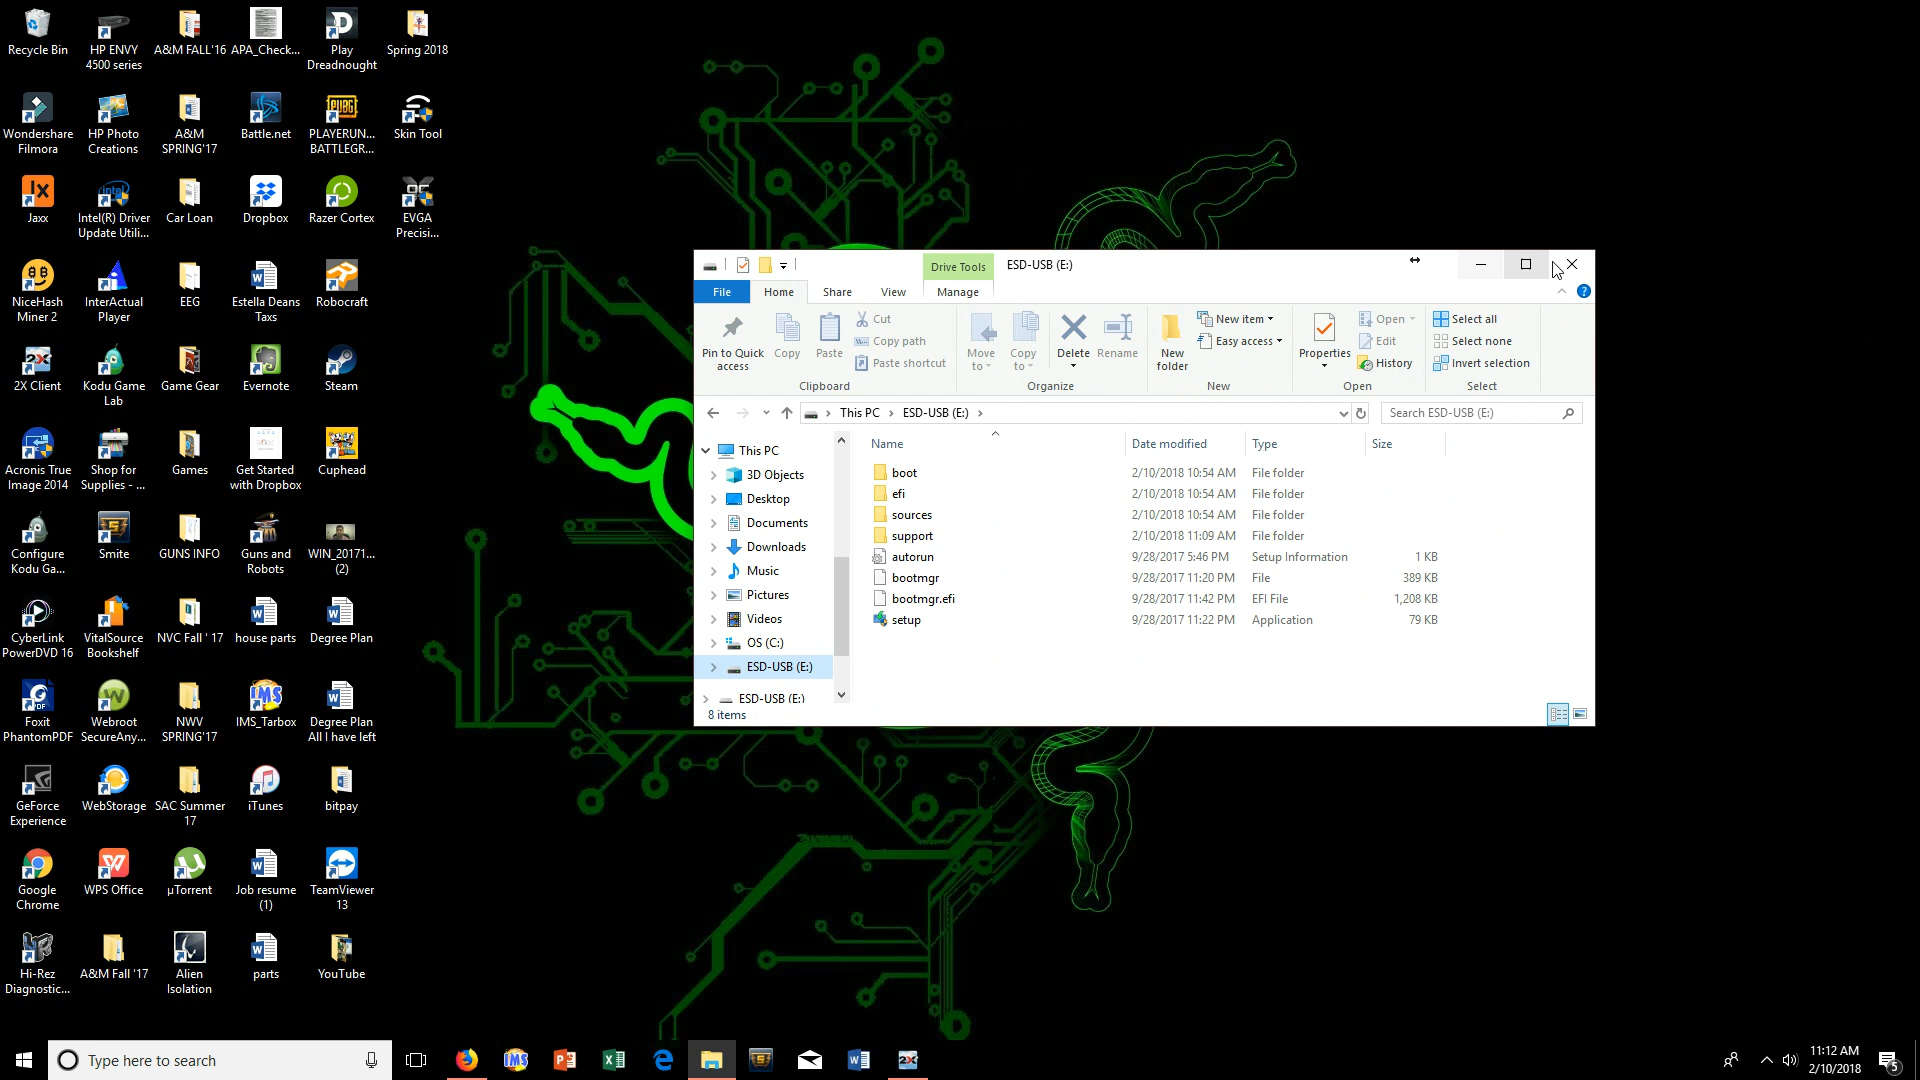 Recycle Bin
HP ENVY
4500 series
A&M FALL'16
APA_Check...
Play
Dreadnought
Spring 2018
Wondershare
Filmora
HP Photo
Creations
A&M
SPRING'17
Battle.net
PLAYERUN...
BATTLEGR...
Skin Tool
Jaxx
Intel(R) Driver
Update Utili...
Car Loan
Dropbox
Razer Cortex
EVGA
Precisi...
NiceHash
Miner 2
InterActual
Player
EEG
Estella Deans
Taxs
Robocraft
2X Client
Kodu Game
Lab
Game Gear
Evernote
Steam
Acronis True
Image 2014
Shop for
Supplies - ...
Games
Get Started
with Dropbox
Cuphead
Configure
Kodu Ga...
Smite
GUNS INFO
Guns and
Robots
WIN_20171...
(2)
CyberLink
PowerDVD 16
VitalSource
Bookshelf
NVC Fall ' 17
house parts
Degree Plan
Foxit
PhantomPDF
Webroot
SecureAny...
NWV
SPRING'17
IMS_Tarbox
Degree Plan
All I have left
GeForce
Experience
WebStorage
SAC Summer
17
iTunes
bitpay
Google
Chrome
WPS Office
µTorrent
Job resume
(1)
TeamViewer
13
Hi-Rez
Diagnostic...
A&M Fall '17
Alien
Isolation
parts
YouTube
Drive Tools
ESD-USB (E:)
File
Home
Share
View
Manage
Pin to Quick
access
Copy
Paste
Cut
Copy path
Paste shortcut
Clipboard
Move
to
Copy
to
Delete
Rename
Organize
New
folder
New item
Easy access
New
Properties
Open
Edit
History
Open
Select all
Select none
Invert selection
Select
This PC > ESD-USB (E:) >
Search ESD-USB (E:)
This PC
3D Objects
Desktop
Documents
Downloads
Music
Pictures
Videos
OS (C:)
ESD-USB (E:)
ESD-USB (E:)
Name Date modified Type Size
boot 2/10/2018 10:54 AM File folder
efi 2/10/2018 10:54 AM File folder
sources 2/10/2018 10:54 AM File folder
support 2/10/2018 11:09 AM File folder
autorun 9/28/2017 5:46 PM Setup Information 1 KB
bootmgr 9/28/2017 11:20 PM File 389 KB
bootmgr.efi 9/28/2017 11:42 PM EFI File 1,208 KB
setup 9/28/2017 11:22 PM Application 79 KB
8 items
Type here to search
11:12 AM
2/10/2018
5